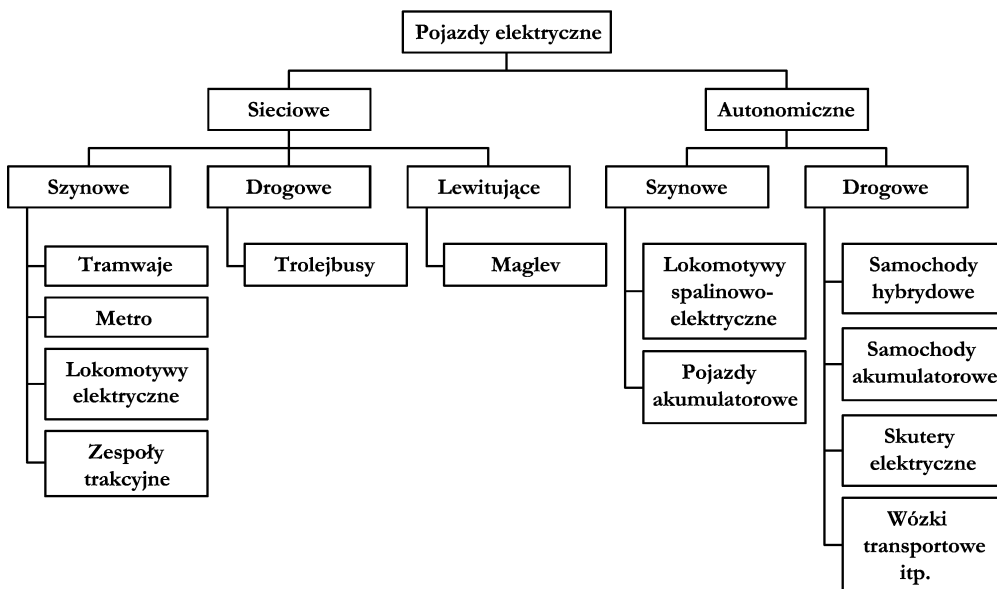 Pojazdy elektryczne
Sieciowe
Autonomiczne
Szynowe
Drogowe
Lewitujące
Szynowe
Drogowe
Tramwaje
Metro
Lokomotywy
elektryczne
Zespoły
trakcyjne
Trolejbusy
Maglev
Lokomotywy
spalinowo-
elektryczne
Pojazdy
akumulatorowe
Samochody
hybrydowe
Samochody
akumulatorowe
Skutery
elektryczne
Wózki
transportowe
itp.